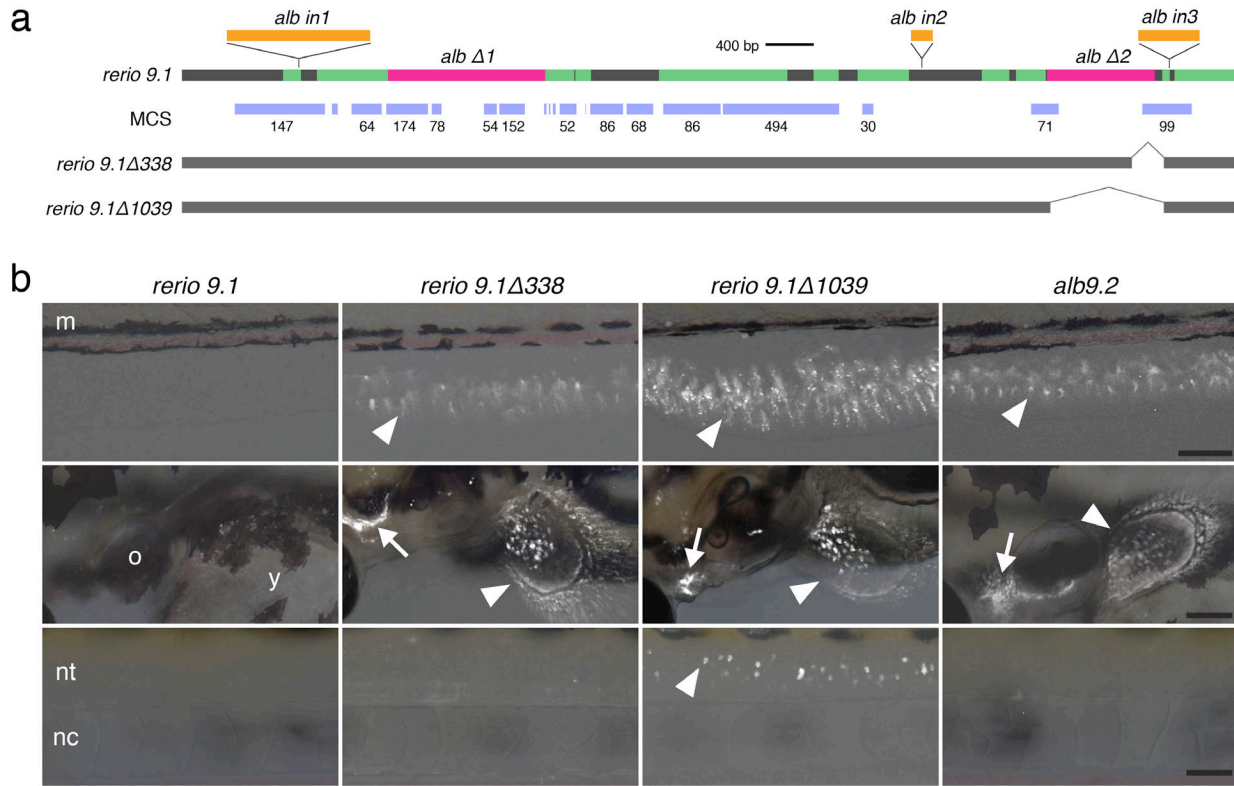 a
alb in1
alb in2
alb in3
400 bp
alb Δ1
alb Δ2
rerio 9.1
MCS
147 64 174 78 54 152 52 86 68 86 494 30 71 99
rerio 9.1Δ338
rerio 9.1Δ1039
b
rerio 9.1 rerio 9.1Δ338 rerio 9.1Δ1039 alb9.2
m
o
y
nt
nc